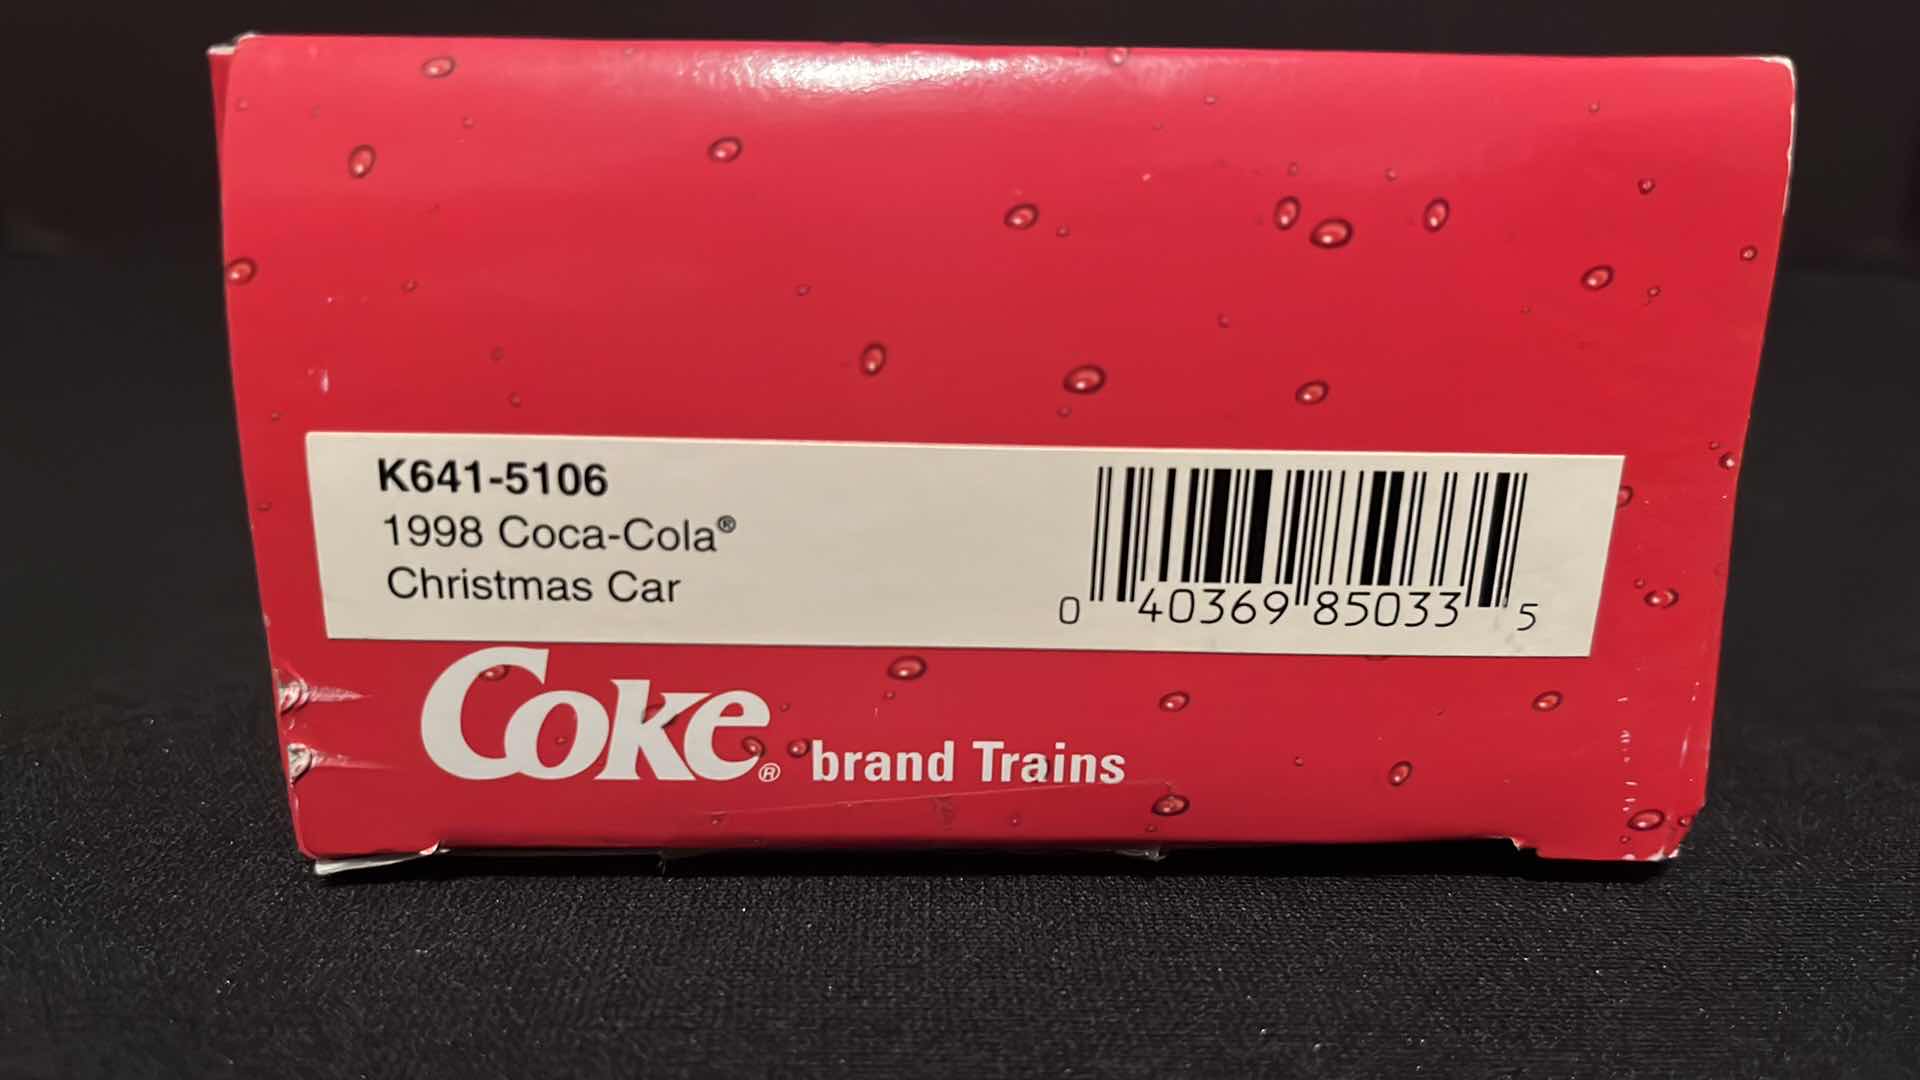 K641-5106
1998 Coca-Cola®
Christmas Car
0 40369 85033 5
Coke® brand Trains